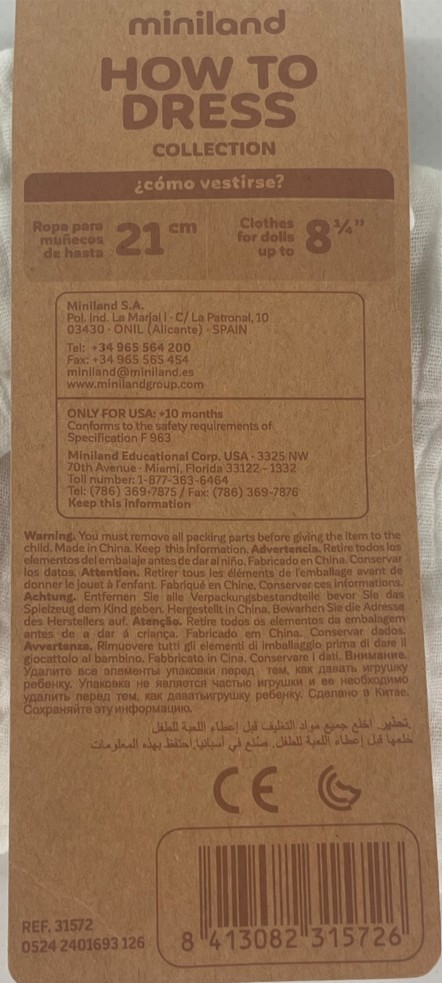 miniland
HOW TO
DRESS
COLLECTION
¿cómo vestirse?
Ropa para
muñecos
de hasta
21 cm
Clothes
for dolls
up to
8 ¼"
Miniland S.A.
Pol. Ind. La Marjal I · C/ La Patronal, 10
03430 · ONIL (Alicante) · SPAIN
Tel: +34 965 564 200
Fax: +34 965 565 454
miniland@miniland.es
www.minilandgroup.com
ONLY FOR USA: +10 months
Conforms to the safety requirements of
Specification F 963
Miniland Educational Corp. USA · 3325 NW
70th Avenue · Miami, Florida 33122 - 1332
Toll number: 1-877-363-6464
Tel: (786) 369-7875 / Fax: (786) 369-7876
Keep this information
Warning. You must remove all packing parts before giving the item to the
child. Made in China. Keep this information. Advertencia. Retire todos los
elementos del embalaje antes de dar al niño. Fabricado en China. Conservar
los datos. Attention. Retirer tous les éléments de l'emballage avant de
donner le jouet à l'enfant. Fabriqué en Chine. Conserver ces informations.
Achtung. Entfernen Sie alle Verpackungsbestandteile bevor Sie das
Spielzeug dem Kind geben. Hergestellt in China. Bewahren Sie die Adresse
des Herstellers auf. Atenção. Retire todos os elementos da embalagem
antes de a dar á criança. Fabricado em China. Conservar dados.
Avvertenza. Rimuovere tutti gli elementi di imballaggio prima di dare il
giocattolo al bambino. Fabbricato in Cina. Conservare i dati. Внимание.
Удалите все элементы упаковки перед тем, как давать игрушку
ребенку. Упаковка не является частью игрушки и ее необходимо
удалить перед тем, как даватьигрушку ребенку. Сделано в Китае.
Сохраняйте эту информацию.
تحذير. اخلع جميع مواد التغليف قبل إعطاء اللعبة للطفل.
خلعها قبل إعطاء اللعبة للطفل. صنع في أسبانيا.احتفظ بهذه المعلومات
CE
REF. 31572
0524 2401693 126
8 413082 315726